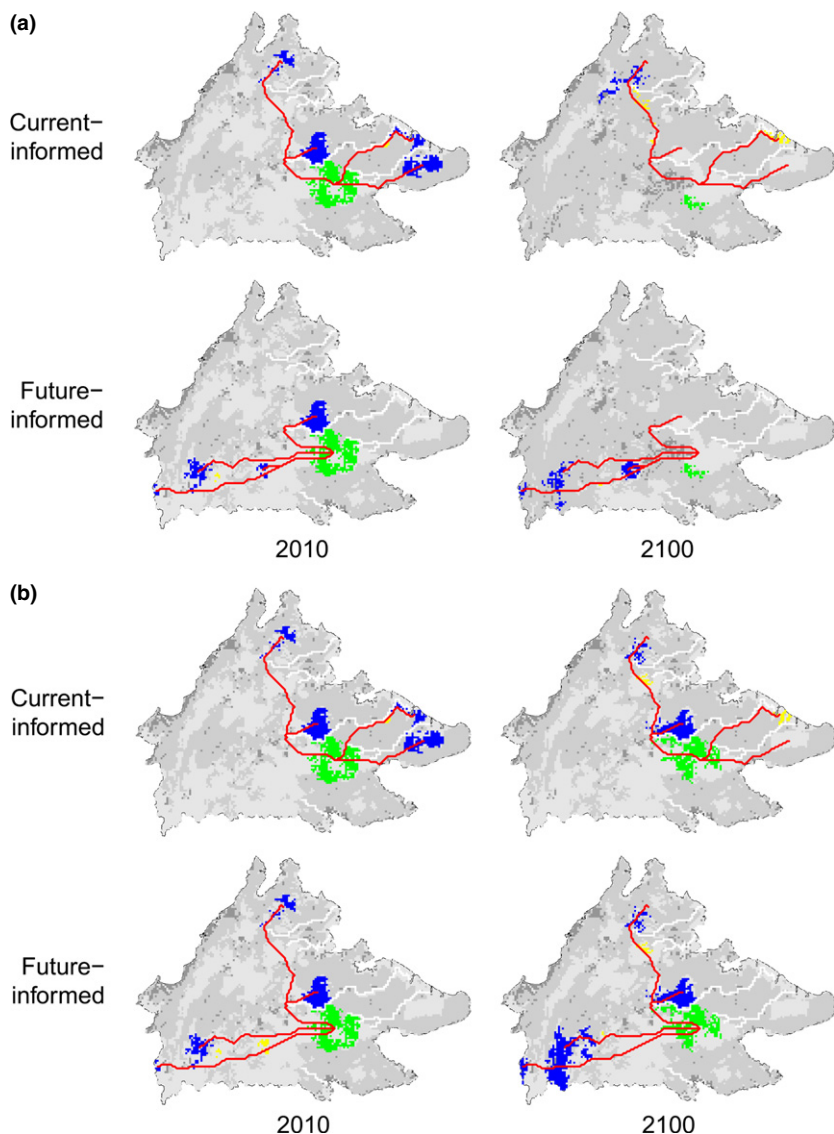 (a)
Current–
informed
Future–
informed
2010 2100
(b)
Current–
informed
Future–
informed
2010 2100